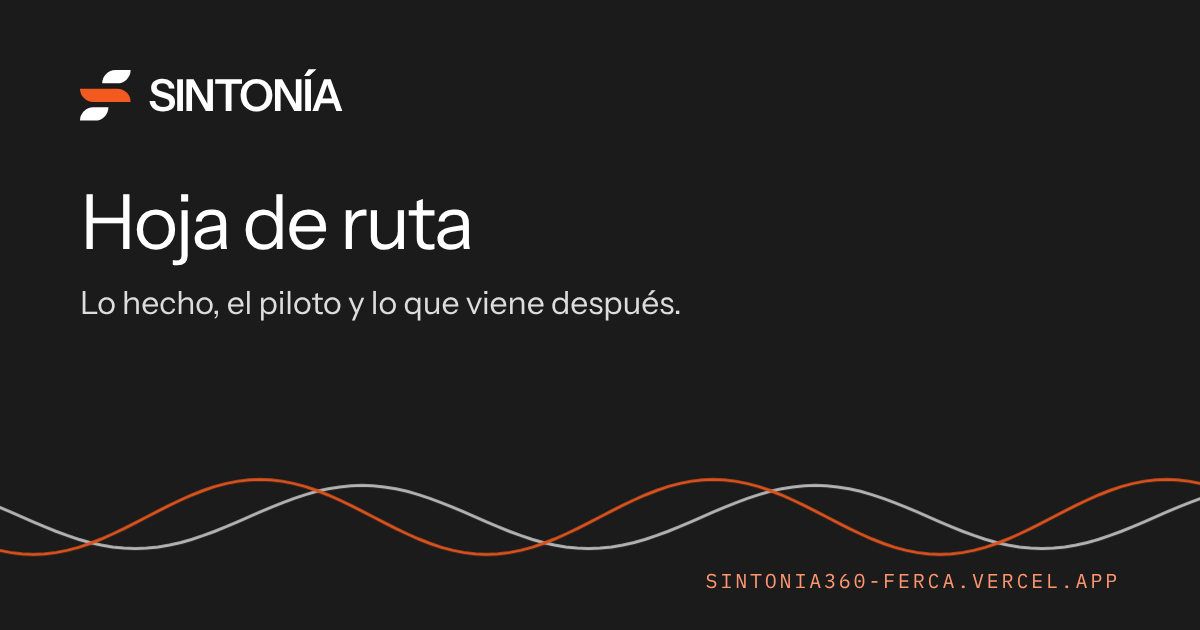 SINTONÍA
Hoja de ruta
Lo hecho, el piloto y lo que viene después.
SINTONIA360-FERCA.VERCEL.APP